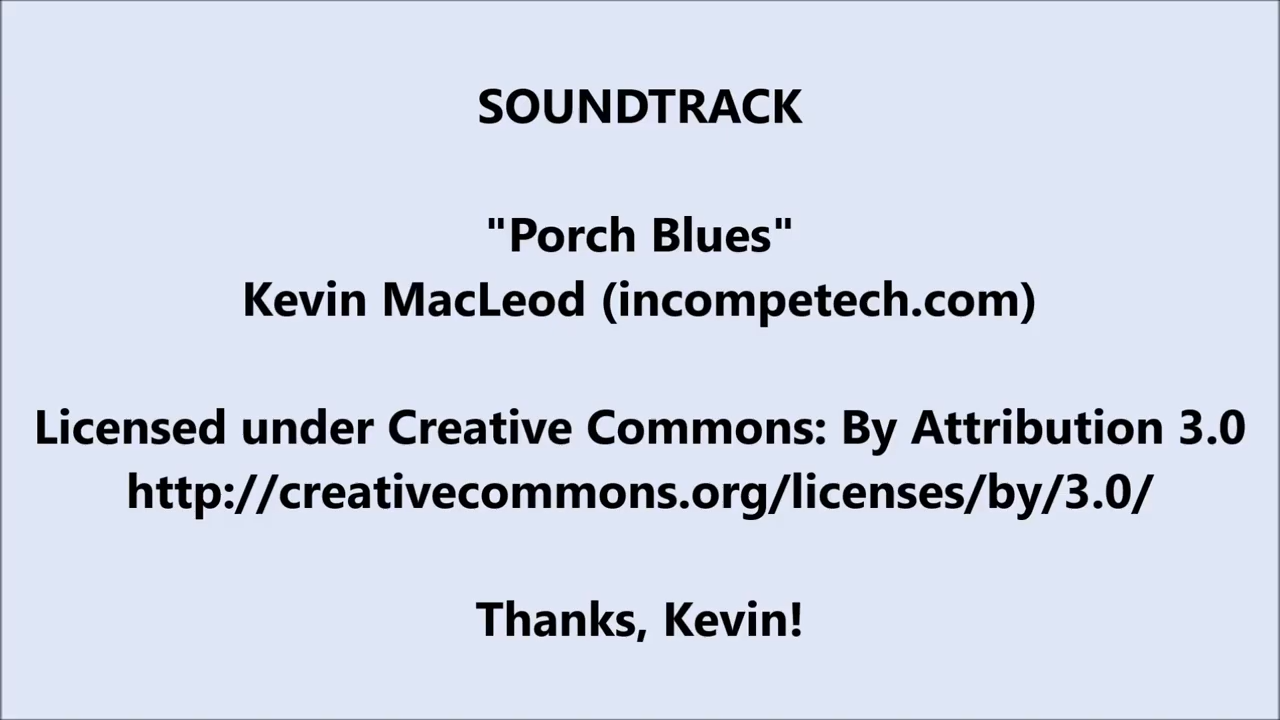 SOUNDTRACK
"Porch Blues"
Kevin MacLeod (incompetech.com)
Licensed under Creative Commons: By Attribution 3.0
http://creativecommons.org/licenses/by/3.0/
Thanks, Kevin!